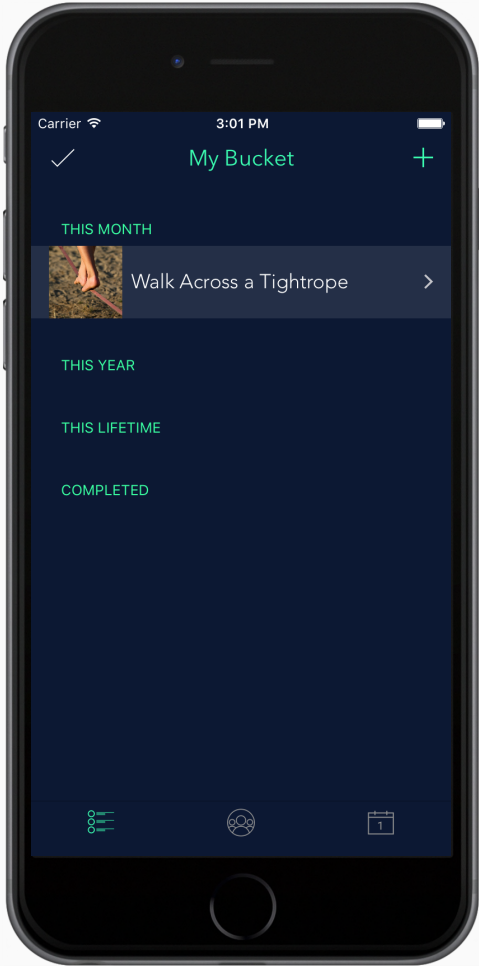 Carrier 3:01 PM
My Bucket
THIS MONTH
Walk Across a Tightrope
THIS YEAR
THIS LIFETIME
COMPLETED
1